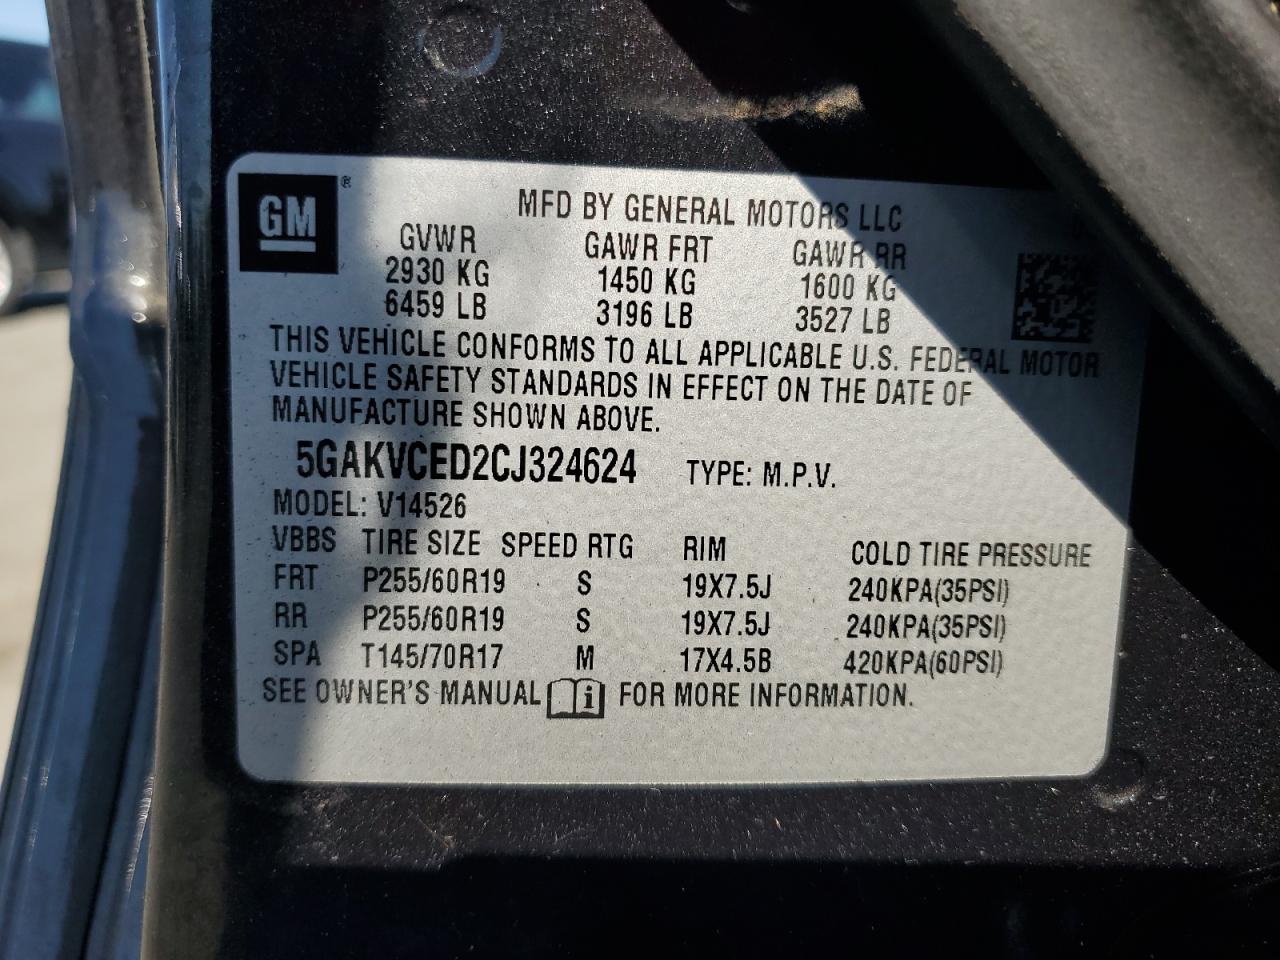 GM ®
MFD BY GENERAL MOTORS LLC
GVWR GAWR FRT GAWR RR
2930 KG 1450 KG 1600 KG
6459 LB 3196 LB 3527 LB
THIS VEHICLE CONFORMS TO ALL APPLICABLE U.S. FEDERAL MOTOR
VEHICLE SAFETY STANDARDS IN EFFECT ON THE DATE OF
MANUFACTURE SHOWN ABOVE.
5GAKVCED2CJ324624 TYPE: M.P.V.
MODEL: V14526
VBBS TIRE SIZE SPEED RTG RIM COLD TIRE PRESSURE
FRT P255/60R19 S 19X7.5J 240KPA(35PSI)
RR P255/60R19 S 19X7.5J 240KPA(35PSI)
SPA T145/70R17 M 17X4.5B 420KPA(60PSI)
SEE OWNER'S MANUAL i FOR MORE INFORMATION.